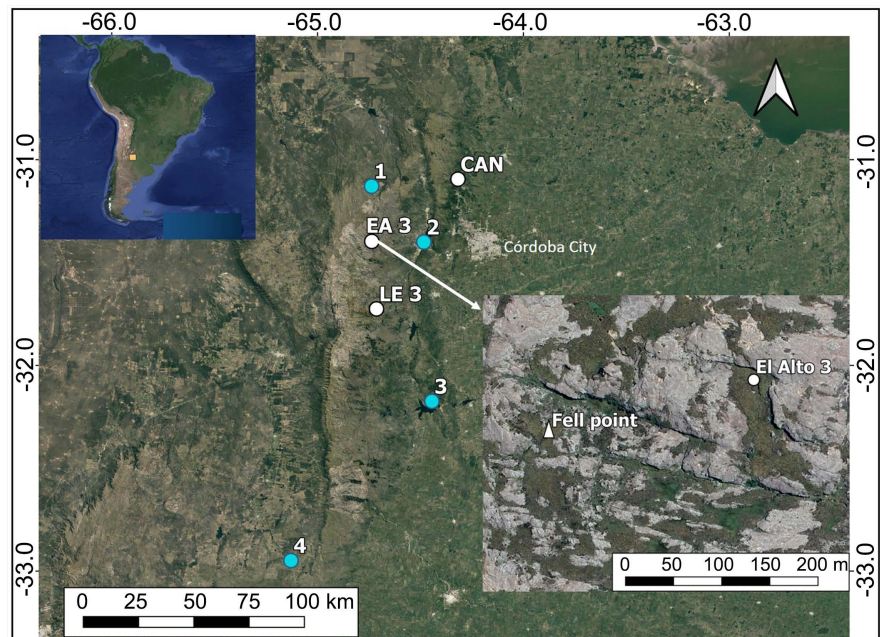 -66.0 -65.0 -64.0 -63.0
-31.0 -31.0
1
CAN
EA 3
2
Córdoba City
LE 3
-32.0 -32.0
El Alto 3
3
Fell point
4
-33.0 -33.0
0 50 100 150 200 m
0 25 50 75 100 km